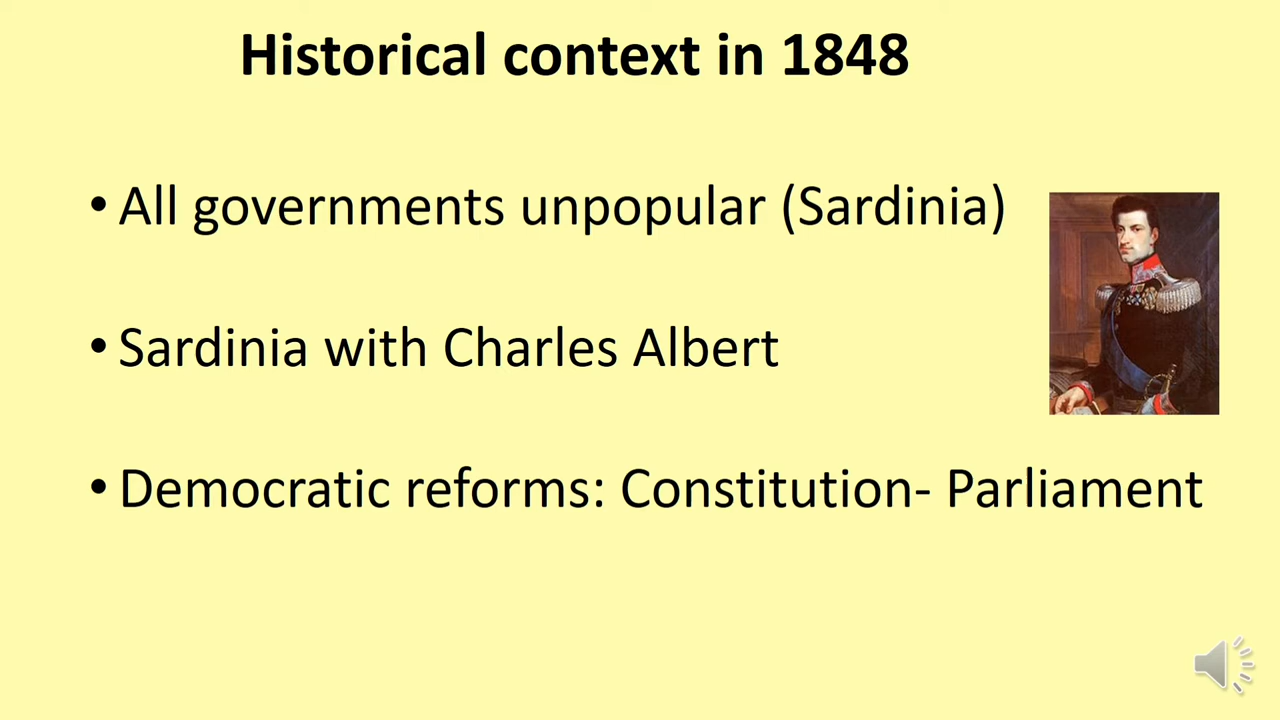 Historical context in 1848
• All governments unpopular (Sardinia)
• Sardinia with Charles Albert
• Democratic reforms: Constitution- Parliament